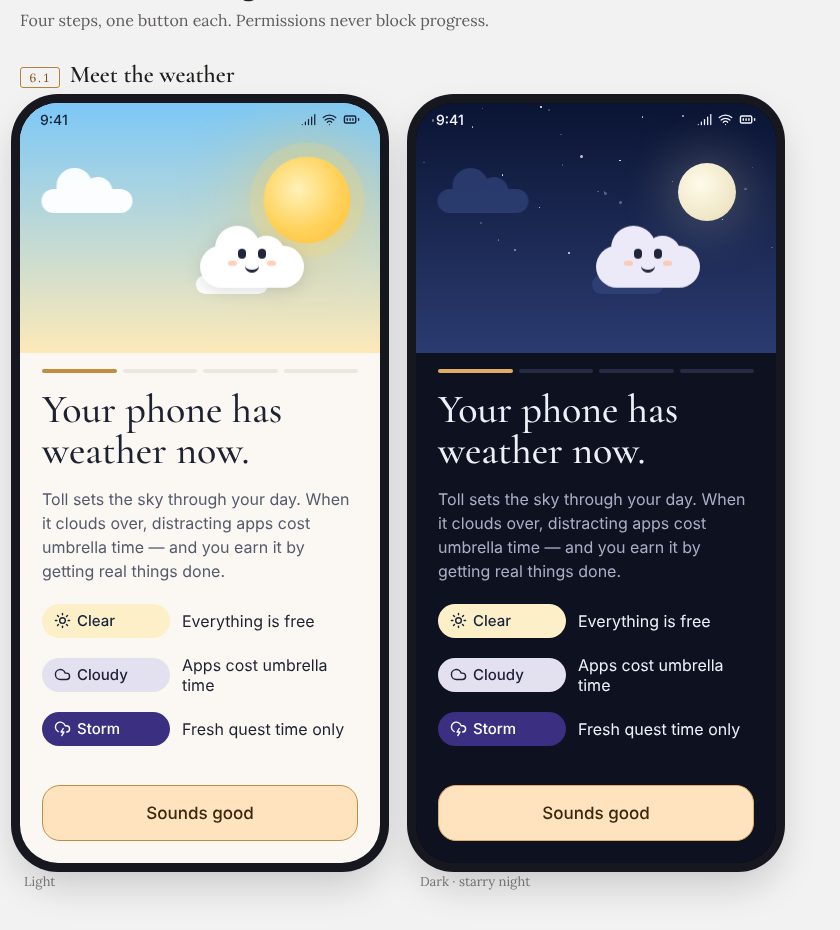 Four steps, one button each. Permissions never block progress.
6.1 Meet the weather
9:41
Your phone has
weather now.
Toll sets the sky through your day. When
it clouds over, distracting apps cost
umbrella time — and you earn it by
getting real things done.
Clear Everything is free
Cloudy Apps cost umbrella
time
Storm Fresh quest time only
Sounds good
Light
9:41
Your phone has
weather now.
Toll sets the sky through your day. When
it clouds over, distracting apps cost
umbrella time — and you earn it by
getting real things done.
Clear Everything is free
Cloudy Apps cost umbrella
time
Storm Fresh quest time only
Sounds good
Dark · starry night